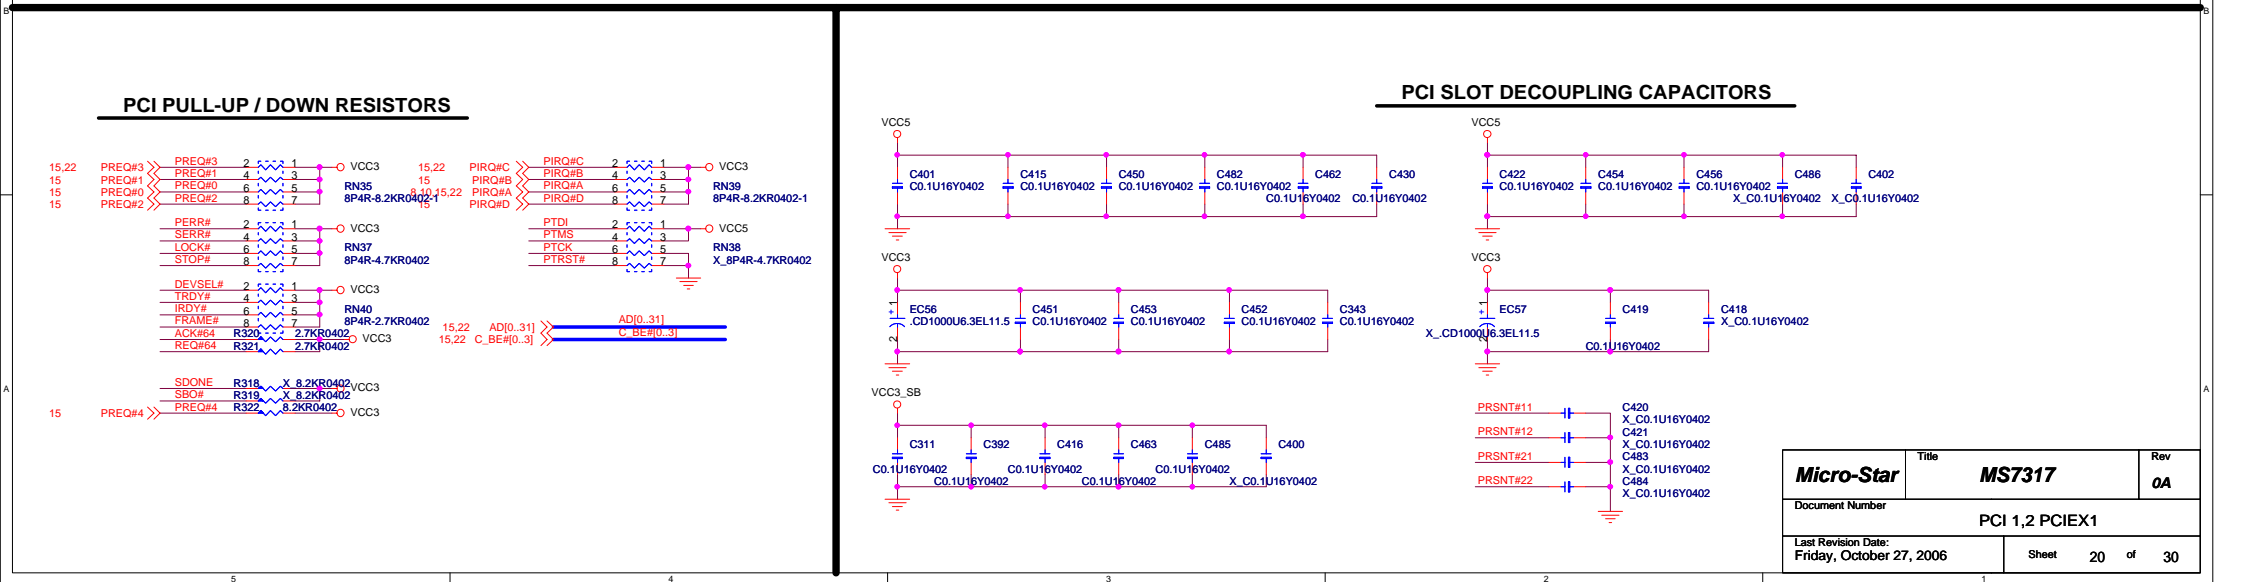 B
B
PCI PULL-UP / DOWN RESISTORS
15,22 PREQ#3 PREQ#3 2 1 VCC3
15 PREQ#1 PREQ#1 4 3
15 PREQ#0 PREQ#0 6 5 RN35
15 PREQ#2 PREQ#2 8 7 8P4R-8.2KR0402-1
PERR# 2 1 VCC3
SERR# 4 3
LOCK# 6 5 RN37
STOP# 8 7 8P4R-4.7KR0402
DEVSEL# 2 1 VCC3
TRDY# 4 3
IRDY# 6 5 RN40
FRAME# 8 7 8P4R-2.7KR0402
ACK#64 R320 2.7KR0402 VCC3
REQ#64 R321 2.7KR0402
SDONE R318 X_8.2KR0402 VCC3
SBO# R319 X_8.2KR0402
15 PREQ#4 PREQ#4 R322 8.2KR0402 VCC3
15,22 PIRQ#C PIRQ#C 2 1 VCC3
15 PIRQ#B PIRQ#B 4 3
8,10,15,22 PIRQ#A PIRQ#A 6 5 RN39
15 PIRQ#D PIRQ#D 8 7 8P4R-8.2KR0402-1
PTDI 2 1 VCC5
PTMS 4 3
PTCK 6 5 RN38
PTRST# 8 7 X_8P4R-4.7KR0402
15,22 AD[0..31] AD[0..31]
15,22 C_BE#[0..3] C_BE#[0..3]
PCI SLOT DECOUPLING CAPACITORS
VCC5
C401 C415 C450 C482 C462 C430
C0.1U16Y0402 C0.1U16Y0402 C0.1U16Y0402 C0.1U16Y0402 C0.1U16Y0402 C0.1U16Y0402
VCC5
C422 C454 C456 C486 C402
C0.1U16Y0402 C0.1U16Y0402 C0.1U16Y0402 X_C0.1U16Y0402 X_C0.1U16Y0402
VCC3
+ 1 2 EC56 C451 C453 C452 C343
.CD1000U6.3EL11.5 C0.1U16Y0402 C0.1U16Y0402 C0.1U16Y0402 C0.1U16Y0402
VCC3
+ 1 2 EC57 C419 C418
X_.CD1000U6.3EL11.5 C0.1U16Y0402 X_C0.1U16Y0402
VCC3_SB
C311 C392 C416 C463 C485 C400
C0.1U16Y0402 C0.1U16Y0402 C0.1U16Y0402 C0.1U16Y0402 C0.1U16Y0402 X_C0.1U16Y0402
PRSNT#11 C420
X_C0.1U16Y0402
PRSNT#12 C421
X_C0.1U16Y0402
PRSNT#21 C483
X_C0.1U16Y0402
PRSNT#22 C484
X_C0.1U16Y0402
Micro-Star
Title
MS7317
Rev
0A
Document Number
PCI 1,2 PCIEX1
Last Revision Date:
Friday, October 27, 2006
Sheet 20 of 30
A
A
5 4 3 2 1